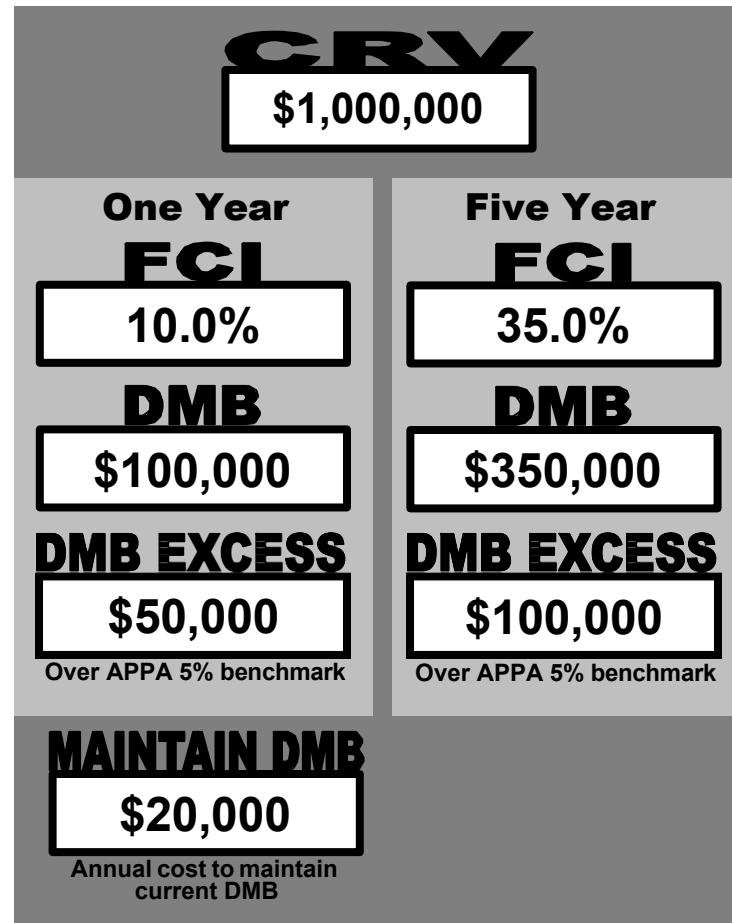 CRV
$1,000,000
One Year
FCI
10.0%
DMB
$100,000
DMB EXCESS
$50,000
Over APPA 5% benchmark
Five Year
FCI
35.0%
DMB
$350,000
DMB EXCESS
$100,000
Over APPA 5% benchmark
MAINTAIN DMB
$20,000
Annual cost to maintain
current DMB